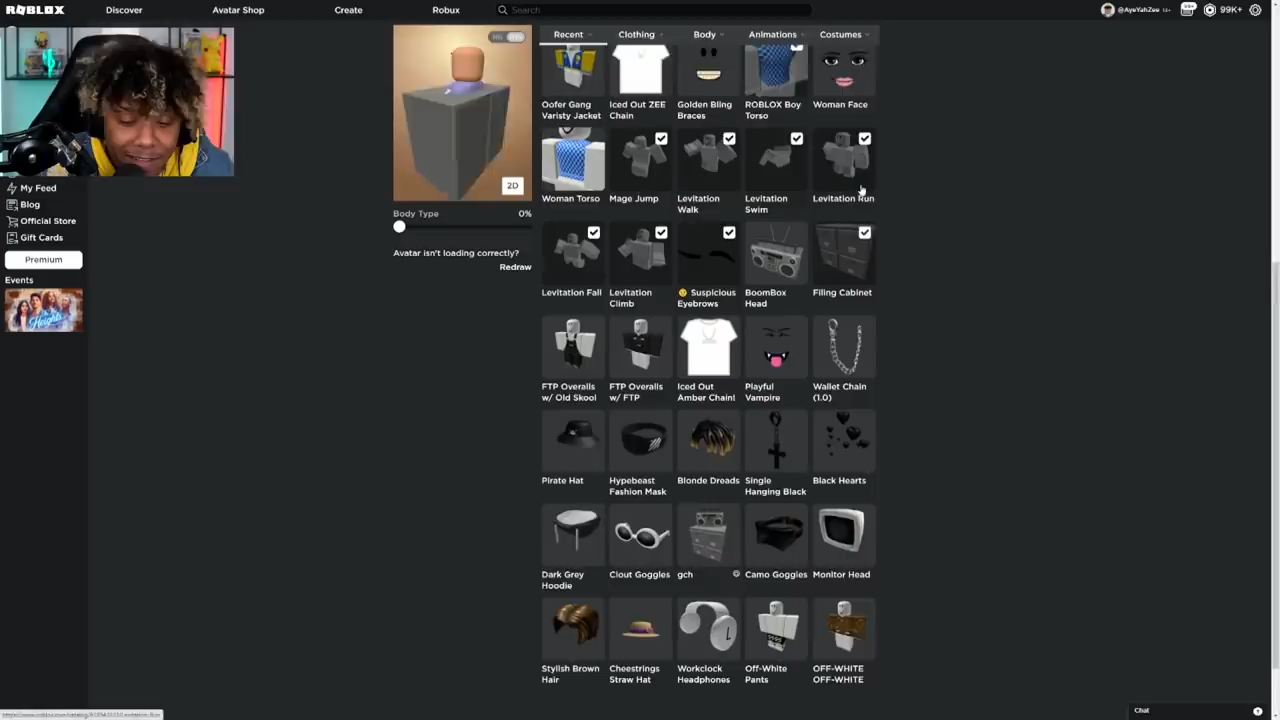 ROBLOX
Discover
Avatar Shop
Create
Robux
Search
@AyeYahZee 13+
99+
99K+
My Feed
Blog
Official Store
Gift Cards
Premium
Events
2D
Body Type
0%
Avatar isn't loading correctly?
Redraw
Recent
Clothing
Body
Animations
Costumes
Oofer Gang
Varisty Jacket
Iced Out ZEE
Chain
Golden Bling
Braces
ROBLOX Boy
Torso
Woman Face
Woman Torso
Mage Jump
Levitation
Walk
Levitation
Swim
Levitation Run
Levitation Fall
Levitation
Climb
Suspicious
Eyebrows
BoomBox
Head
Filing Cabinet
FTP Overalls
w/ Old Skool
FTP Overalls
w/ FTP
Iced Out
Amber Chain!
Playful
Vampire
Wallet Chain
(1.0)
Pirate Hat
Hypebeast
Fashion Mask
Blonde Dreads
Single
Hanging Black
Black Hearts
Dark Grey
Hoodie
Clout Goggles
gch
Camo Goggles
Monitor Head
Stylish Brown
Hair
Cheestrings
Straw Hat
Workclock
Headphones
Off-White
Pants
OFF-WHITE
OFF-WHITE
Chat